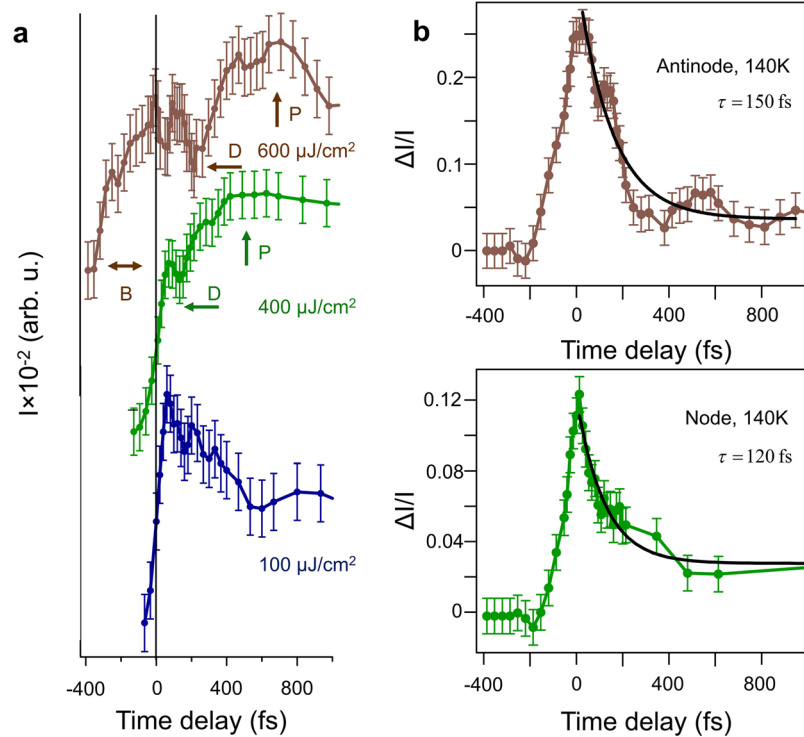 a
P
D
600 µJ/cm²
B
P
D
400 µJ/cm²
100 µJ/cm²
I×10⁻² (arb. u.)
-400
0
400
800
Time delay (fs)
b
Antinode, 140K
τ = 150 fs
ΔI/I
0.2
0.1
0
-400
0
400
800
Time delay (fs)
Node, 140K
τ = 120 fs
ΔI/I
0.12
0.08
0.04
0
-400
0
400
800
Time delay (fs)